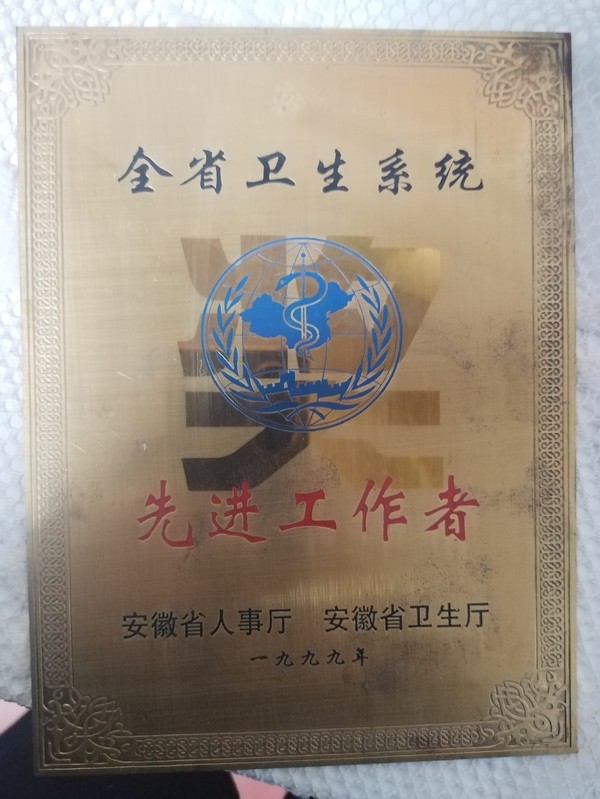 全省卫生系统
奖
先进工作者
安徽省人事厅 安徽省卫生厅
一九九九年